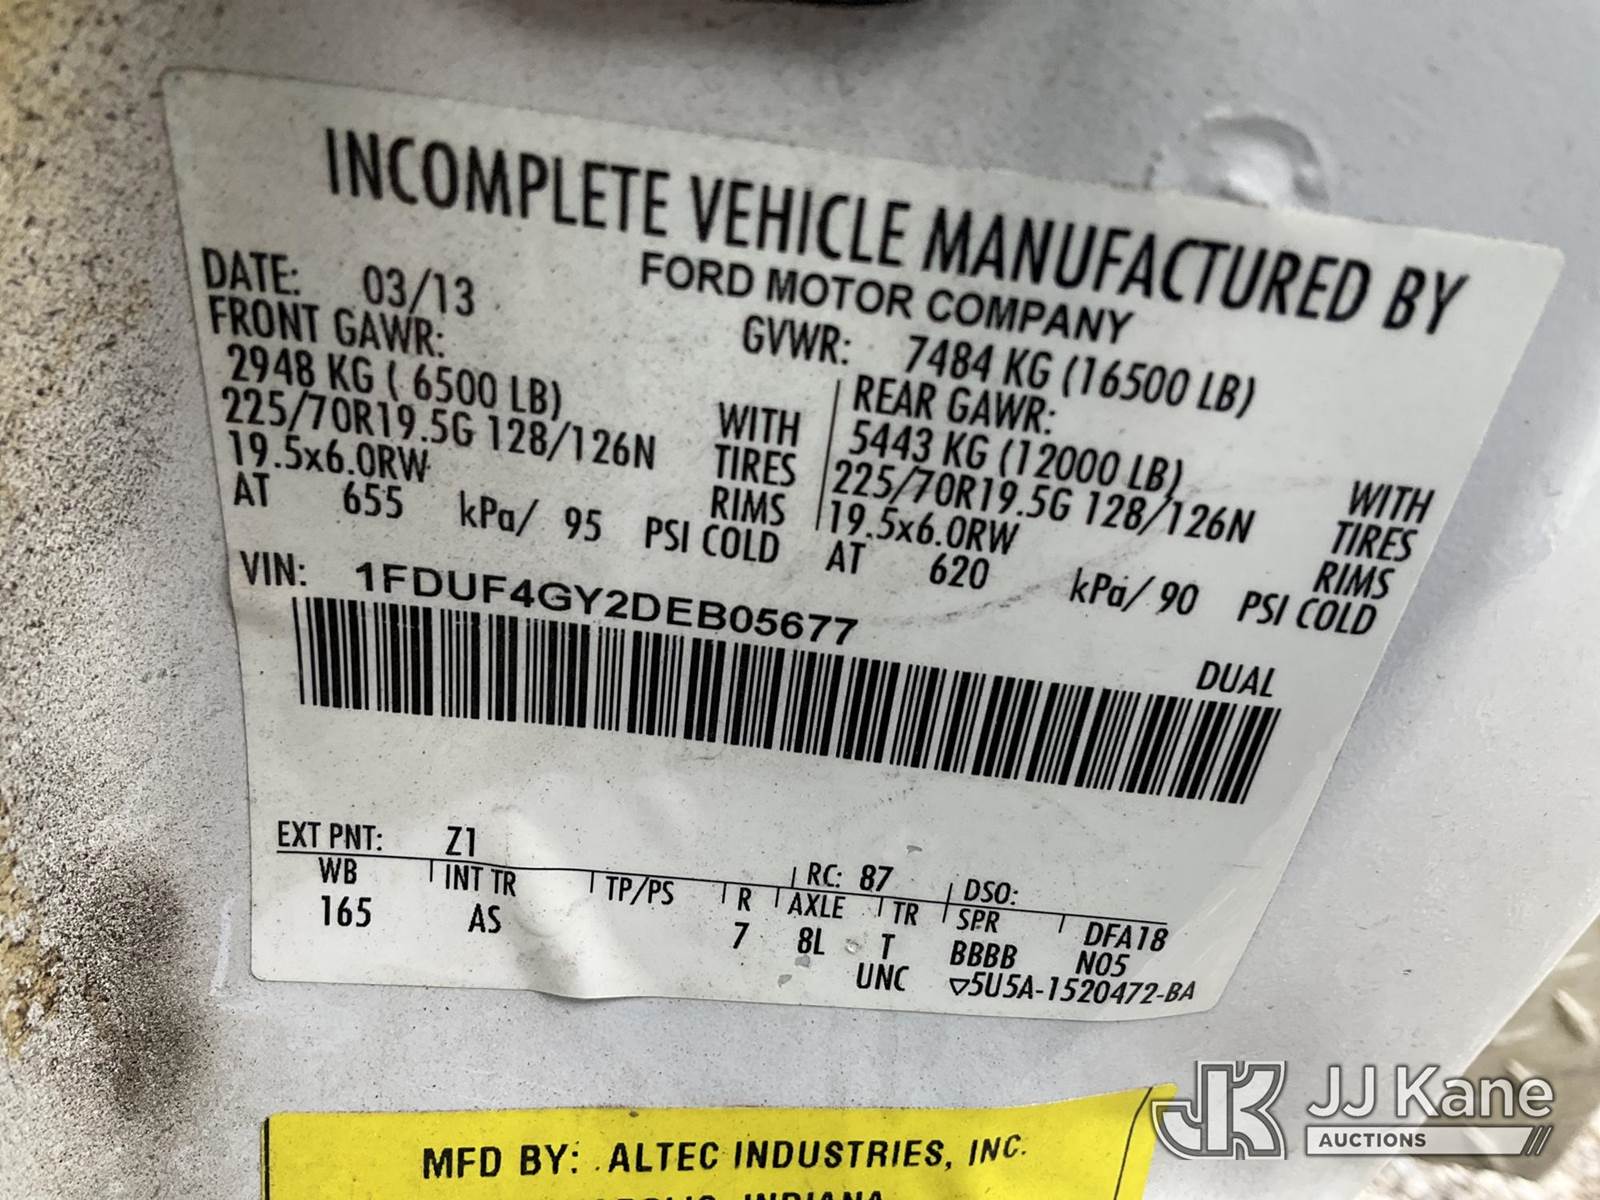 INCOMPLETE VEHICLE MANUFACTURED BY
FORD MOTOR COMPANY
DATE: 03/13
GVWR: 7484 KG (16500 LB)
FRONT GAWR:
2948 KG ( 6500 LB) WITH
225/70R19.5G 128/126N TIRES
19.5x6.0RW RIMS
AT 655 kPa/ 95 PSI COLD
REAR GAWR:
5443 KG (12000 LB) WITH
225/70R19.5G 128/126N TIRES
19.5x6.0RW RIMS
AT 620 kPa/ 90 PSI COLD
VIN: 1FDUF4GY2DEB05677
DUAL
EXT PNT: Z1 RC: 87 DSO:
WB INT TR TP/PS R AXLE TR SPR DFA18
165 AS 7 8L T BBBB N05
UNC ▽5U5A-1520472-BA
MFD BY: ALTEC INDUSTRIES, INC.
INDIANA
JJ Kane
AUCTIONS